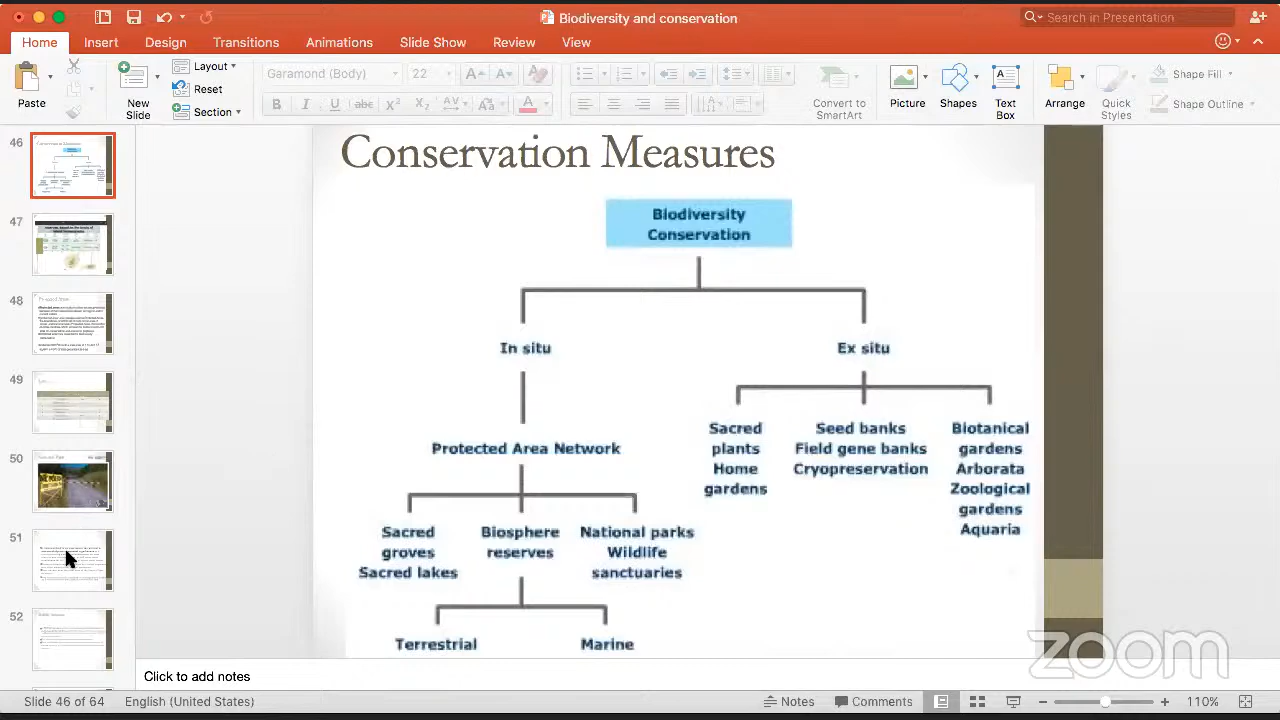 Biodiversity and conservation
Search in Presentation
Home Insert Design Transitions Animations Slide Show Review View
Paste
New
Slide
Layout
Reset
Section
Garamond (Body) 22
Convert to
SmartArt
Picture
Shapes
Text
Box
Arrange
Quick
Styles
Shape Fill
Shape Outline
46
47
48
49
50
51
52
Conservation Measures
Biodiversity
Conservation
In situ
Ex situ
Protected Area Network
Sacred
plants
Home
gardens
Seed banks
Field gene banks
Cryopreservation
Biotanical
gardens
Arborata
Zoological
gardens
Aquaria
Sacred
groves
Sacred lakes
Biosphere
reserves
National parks
Wildlife
sanctuaries
Terrestrial
Marine
zoom
Click to add notes
Slide 46 of 64 English (United States) Notes Comments 110%